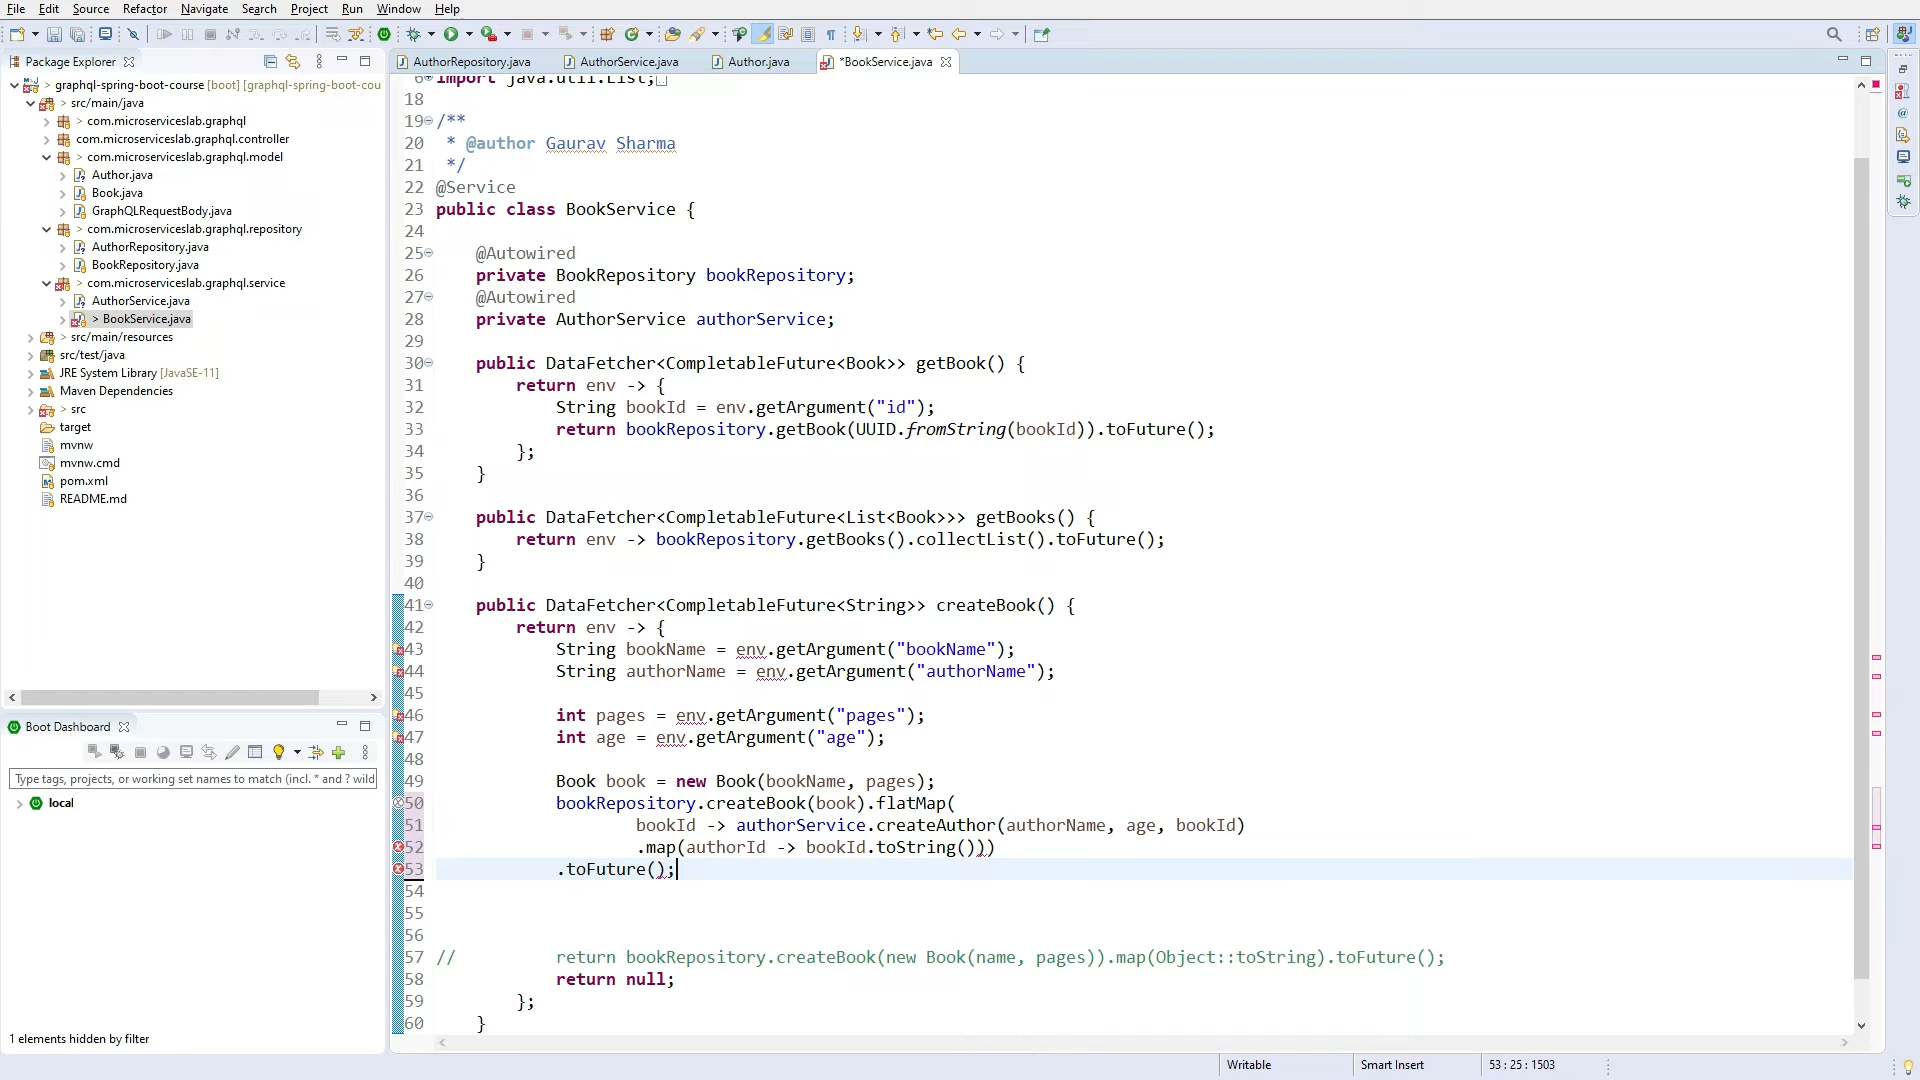 File Edit Source Refactor Navigate Search Project Run Window Help
Package Explorer
AuthorRepository.java AuthorService.java Author.java *BookService.java
> graphql-spring-boot-course [boot] [graphql-spring-boot-cou
> src/main/java
> com.microserviceslab.graphql
com.microserviceslab.graphql.controller
> com.microserviceslab.graphql.model
Author.java
Book.java
GraphQLRequestBody.java
> com.microserviceslab.graphql.repository
AuthorRepository.java
BookRepository.java
> com.microserviceslab.graphql.service
AuthorService.java
> BookService.java
> src/main/resources
src/test/java
JRE System Library [JavaSE-11]
Maven Dependencies
> src
target
mvnw
mvnw.cmd
pom.xml
README.md
Boot Dashboard
Type tags, projects, or working set names to match (incl. * and ? wild
local
1 elements hidden by filter
6 import java.util.List;
18
19 /**
20 * @author Gaurav Sharma
21 */
22 @Service
23 public class BookService {
24
25 @Autowired
26 private BookRepository bookRepository;
27 @Autowired
28 private AuthorService authorService;
29
30 public DataFetcher<CompletableFuture<Book>> getBook() {
31 return env -> {
32 String bookId = env.getArgument("id");
33 return bookRepository.getBook(UUID.fromString(bookId)).toFuture();
34 };
35 }
36
37 public DataFetcher<CompletableFuture<List<Book>>> getBooks() {
38 return env -> bookRepository.getBooks().collectList().toFuture();
39 }
40
41 public DataFetcher<CompletableFuture<String>> createBook() {
42 return env -> {
43 String bookName = env.getArgument("bookName");
44 String authorName = env.getArgument("authorName");
45
46 int pages = env.getArgument("pages");
47 int age = env.getArgument("age");
48
49 Book book = new Book(bookName, pages);
50 bookRepository.createBook(book).flatMap(
51 bookId -> authorService.createAuthor(authorName, age, bookId)
52 .map(authorId -> bookId.toString()))
53 .toFuture();
54
55
56
57 // return bookRepository.createBook(new Book(name, pages)).map(Object::toString).toFuture();
58 return null;
59 };
60 }
Writable Smart Insert 53 : 25 : 1503